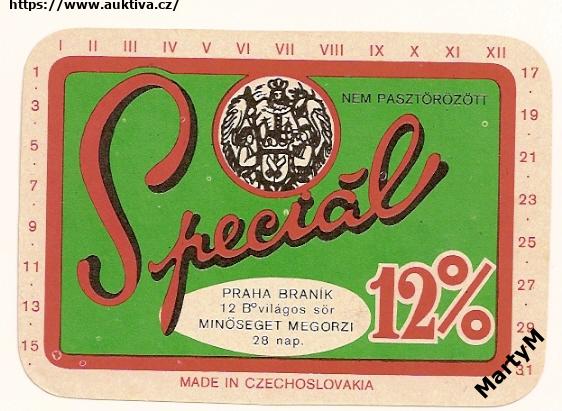 https://www.auktiva.cz/
I II III IV V VI VII VIII IX X XI XII
1
3
5
7
9
11
13
15
17
19
21
23
25
27
29
31
NEM PASZTÖRÖZÖTT
Speciál
12%
PRAHA BRANÍK
12 B° világos sör
MINÖSEGET MEGORZI
28 nap.
MADE IN CZECHOSLOVAKIA
MartyM